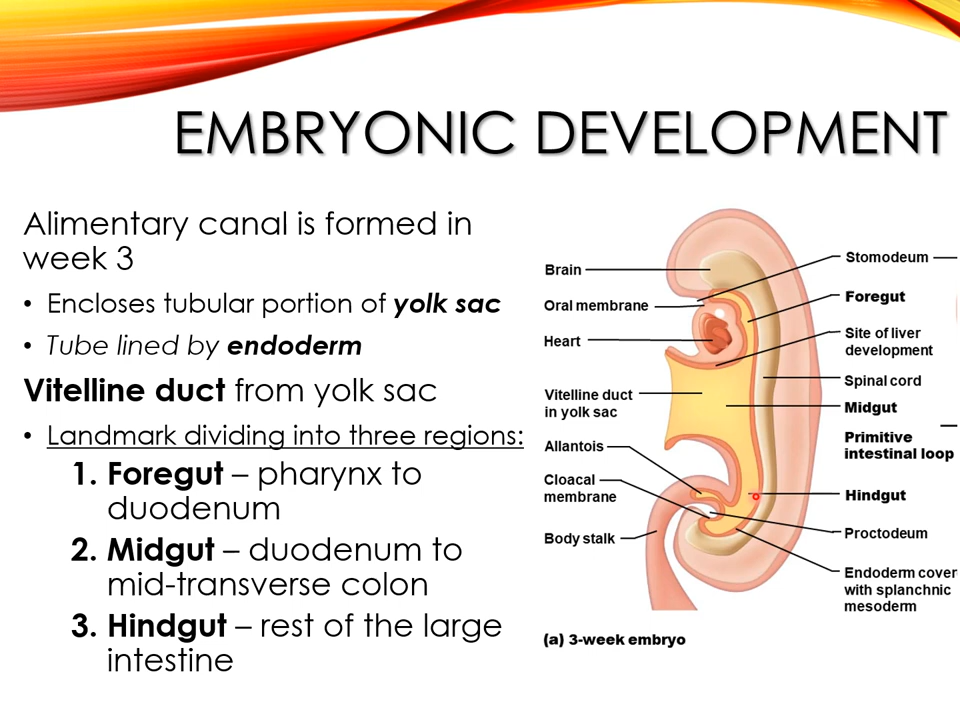 EMBRYONIC DEVELOPMENT
Alimentary canal is formed in
week 3
• Encloses tubular portion of yolk sac
• Tube lined by endoderm
Vitelline duct from yolk sac
• Landmark dividing into three regions:
1. Foregut – pharynx to
duodenum
2. Midgut – duodenum to
mid-transverse colon
3. Hindgut – rest of the large
intestine
Brain
Oral membrane
Heart
Vitelline duct
in yolk sac
Allantois
Cloacal
membrane
Body stalk
Stomodeum
Foregut
Site of liver
development
Spinal cord
Midgut
Primitive
intestinal loop
Hindgut
Proctodeum
Endoderm cover
with splanchnic
mesoderm
(a) 3-week embryo